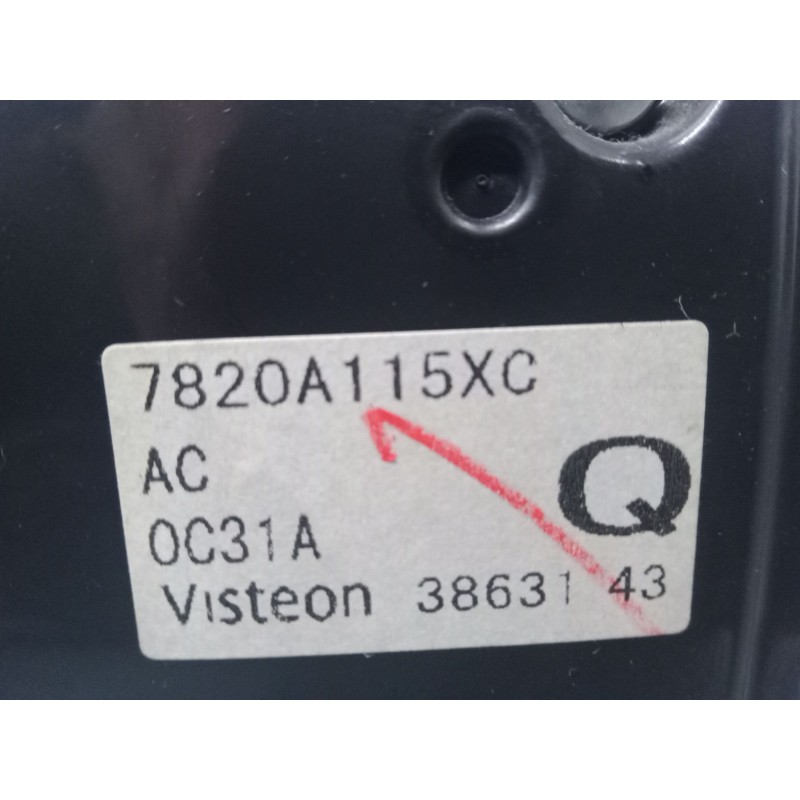 7820A115XC
AC
Q
0C31A
Visteon 38631 43